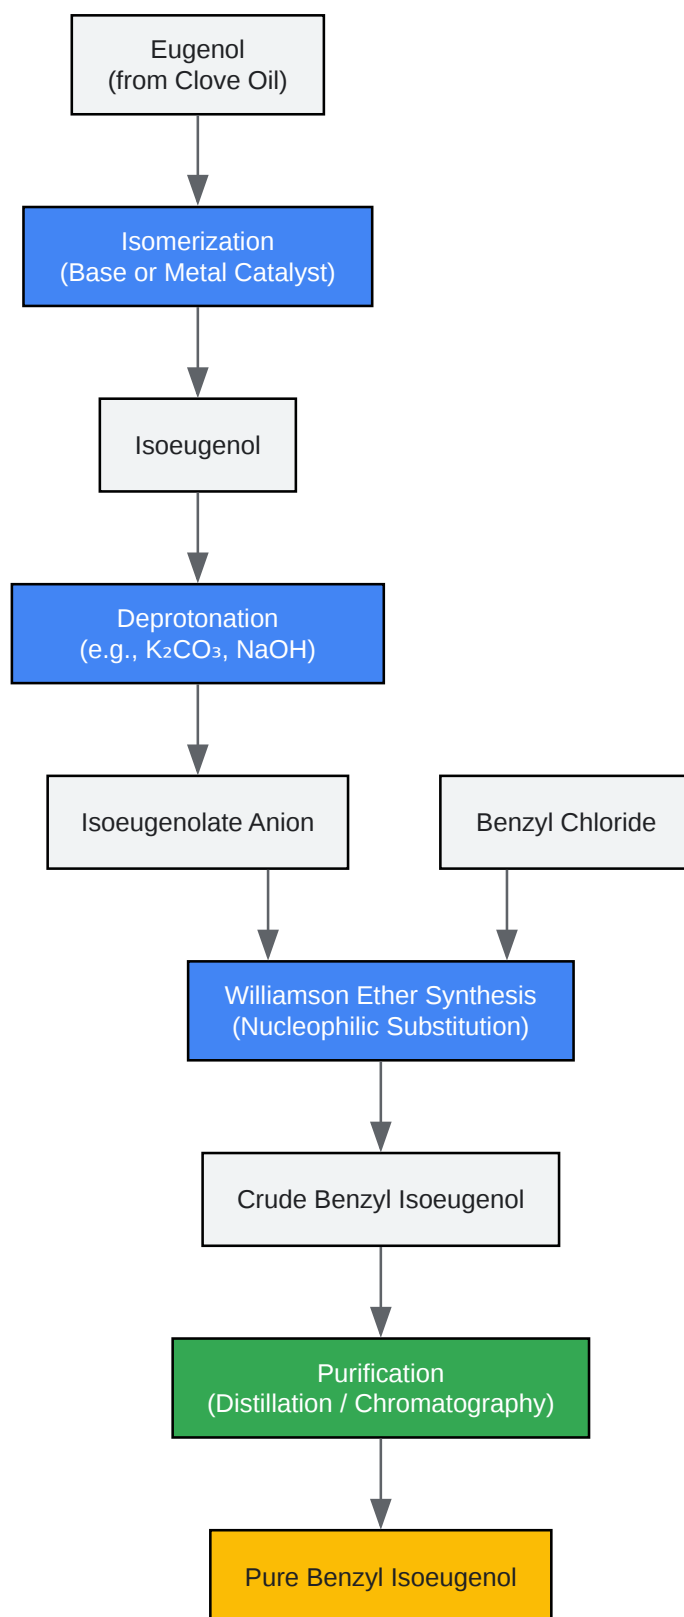 Eugenol
(from Clove Oil)
Isomerization
(Base or Metal Catalyst)
Isoeugenol
Deprotonation
(e.g., K₂CO₃, NaOH)
Isoeugenolate Anion
Benzyl Chloride
Williamson Ether Synthesis
(Nucleophilic Substitution)
Crude Benzyl Isoeugenol
Purification
(Distillation / Chromatography)
Pure Benzyl Isoeugenol